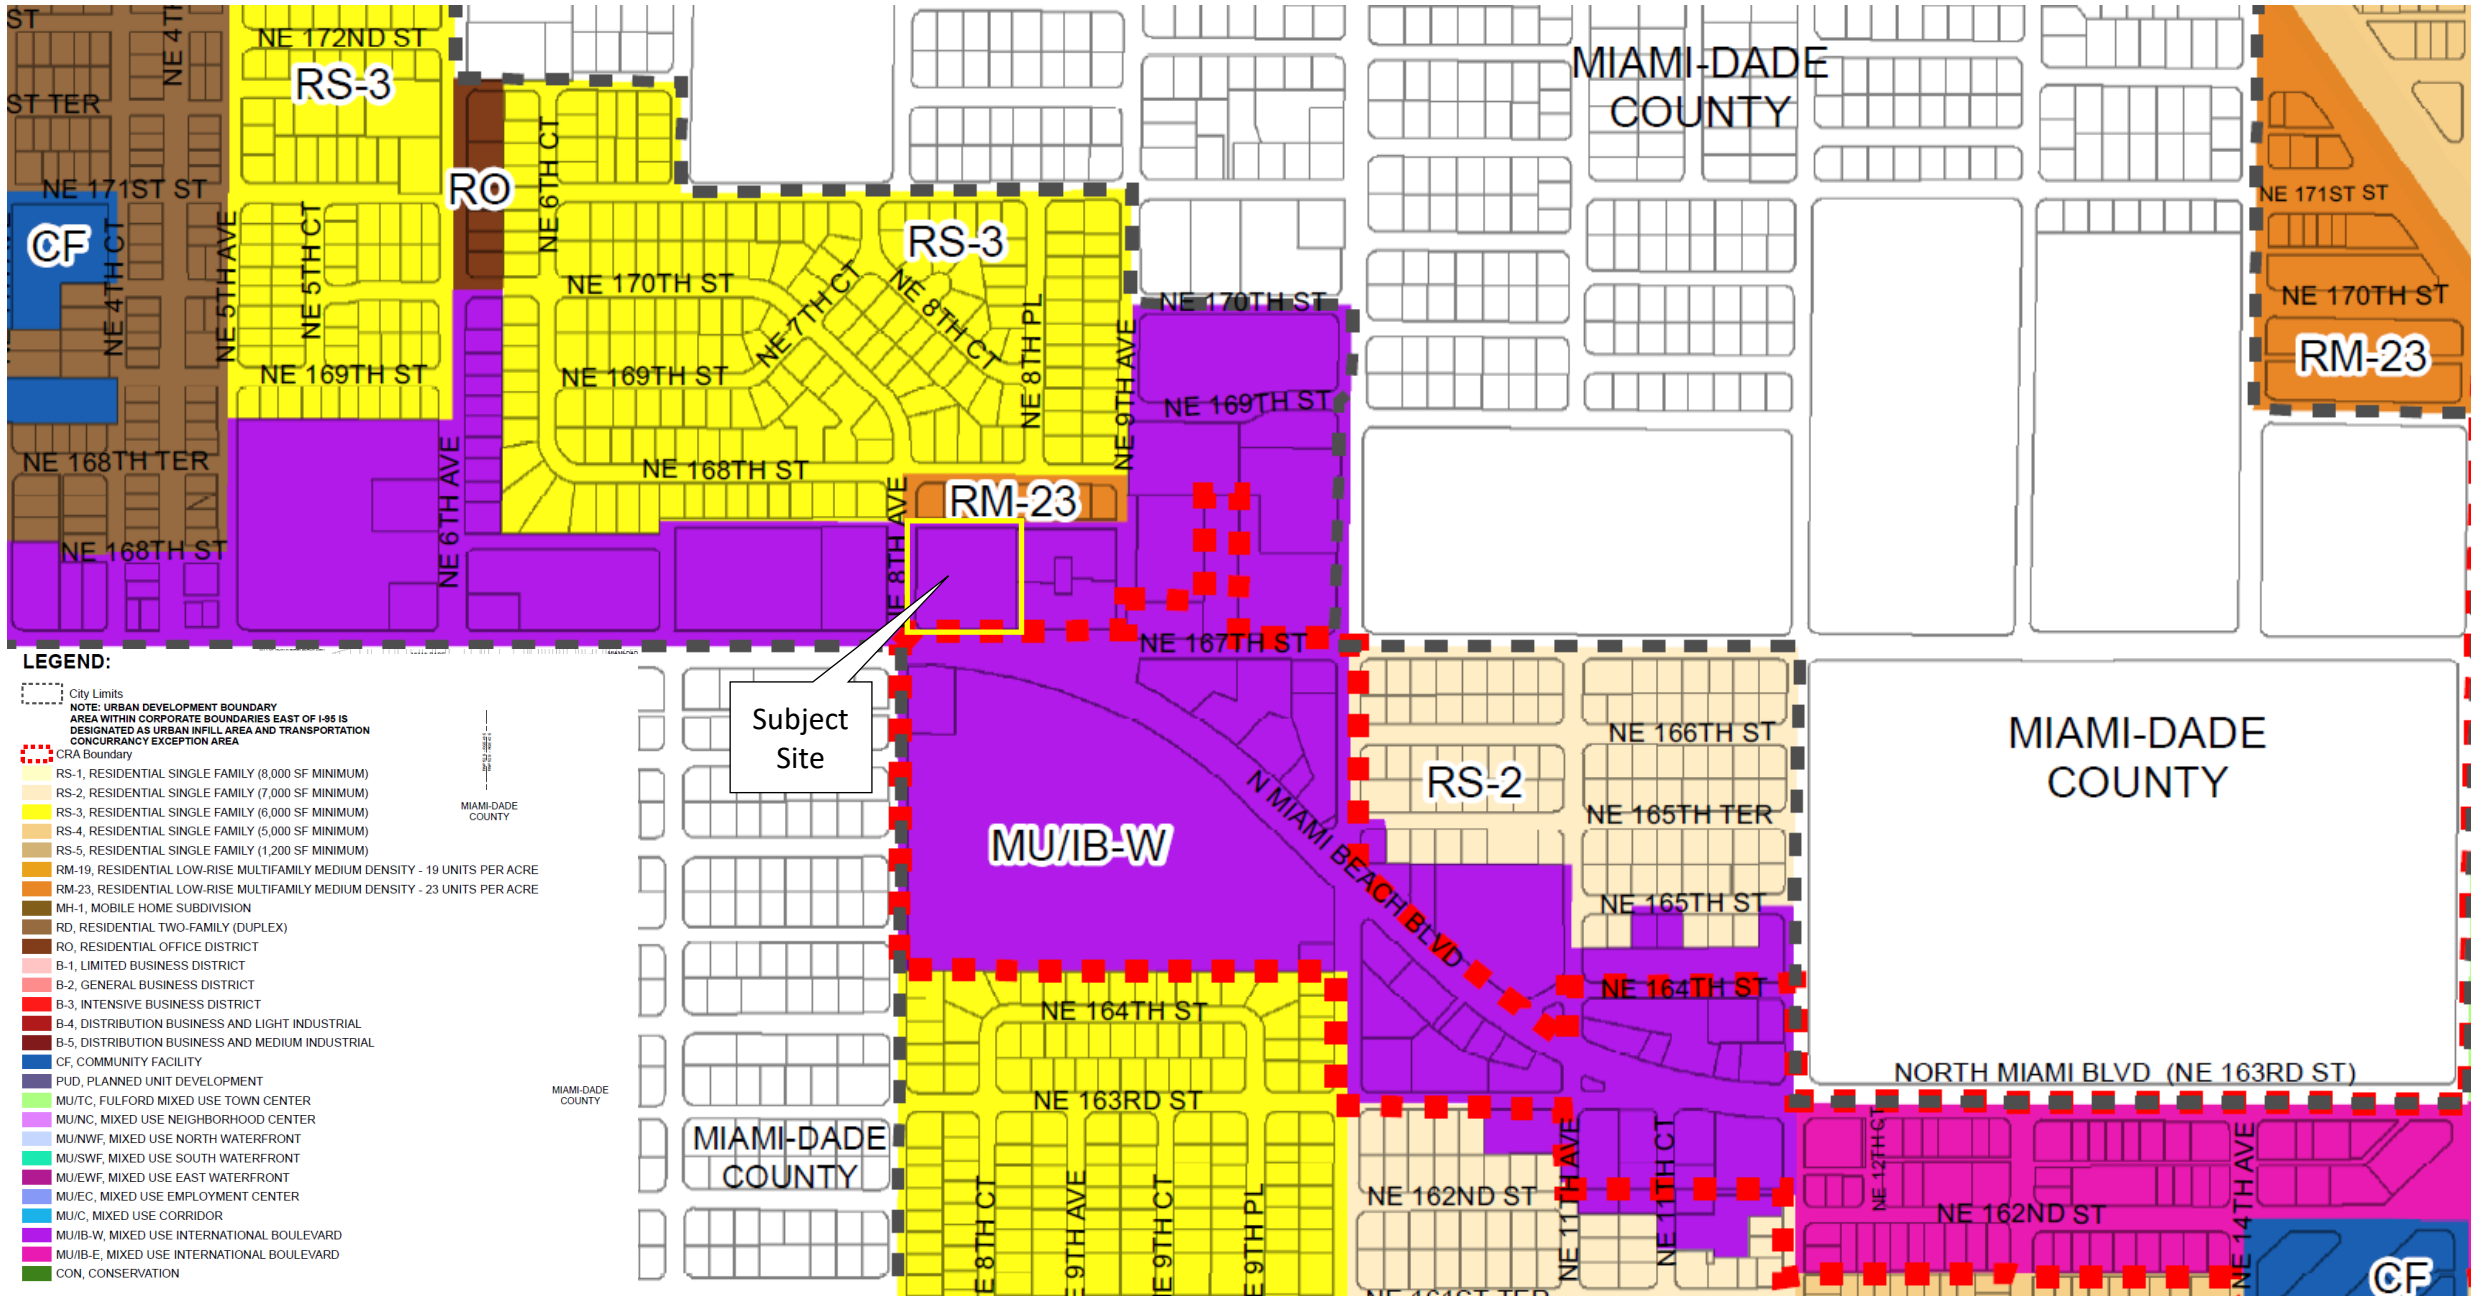 ST
NE 4TH
NE 172ND ST
RS-3
ST TER
NE 171ST ST
CF
NE 4TH CT
NE 5TH AVE
NE 5TH CT
RO
NE 6TH CT
RS-3
NE 170TH ST
NE 7TH CT
NE 8TH CT
NE 8TH PL
NE 9TH AVE
NE 169TH ST
NE 169TH ST
NE 170TH ST
NE 169TH ST
NE 168TH TER
NE 168TH ST
NE 6TH AVE
NE 168TH ST
NE 8TH AVE
RM-23
NE 167TH ST
MIAMI-DADE
COUNTY
NE 171ST ST
NE 170TH ST
RM-23
Subject
Site
MU/IB-W
N MIAMI BEACH BLVD
RS-2
NE 166TH ST
NE 165TH TER
NE 165TH ST
NE 164TH ST
MIAMI-DADE
COUNTY
NORTH MIAMI BLVD (NE 163RD ST)
NE 164TH ST
NE 163RD ST
MIAMI-DADE
COUNTY
E 8TH CT
E 9TH AVE
NE 9TH CT
E 9TH PL
NE 162ND ST
NE 11TH AVE
NE 11TH CT
NE 12TH CT
NE 162ND ST
NE 14TH AVE
CF
NE 161ST TER
LEGEND:
City Limits
NOTE: URBAN DEVELOPMENT BOUNDARY
AREA WITHIN CORPORATE BOUNDARIES EAST OF I-95 IS
DESIGNATED AS URBAN INFILL AREA AND TRANSPORTATION
CONCURRANCY EXCEPTION AREA
CRA Boundary
RS-1, RESIDENTIAL SINGLE FAMILY (8,000 SF MINIMUM)
RS-2, RESIDENTIAL SINGLE FAMILY (7,000 SF MINIMUM)
RS-3, RESIDENTIAL SINGLE FAMILY (6,000 SF MINIMUM)
RS-4, RESIDENTIAL SINGLE FAMILY (5,000 SF MINIMUM)
RS-5, RESIDENTIAL SINGLE FAMILY (1,200 SF MINIMUM)
RM-19, RESIDENTIAL LOW-RISE MULTIFAMILY MEDIUM DENSITY - 19 UNITS PER ACRE
RM-23, RESIDENTIAL LOW-RISE MULTIFAMILY MEDIUM DENSITY - 23 UNITS PER ACRE
MH-1, MOBILE HOME SUBDIVISION
RD, RESIDENTIAL TWO-FAMILY (DUPLEX)
RO, RESIDENTIAL OFFICE DISTRICT
B-1, LIMITED BUSINESS DISTRICT
B-2, GENERAL BUSINESS DISTRICT
B-3, INTENSIVE BUSINESS DISTRICT
B-4, DISTRIBUTION BUSINESS AND LIGHT INDUSTRIAL
B-5, DISTRIBUTION BUSINESS AND MEDIUM INDUSTRIAL
CF, COMMUNITY FACILITY
PUD, PLANNED UNIT DEVELOPMENT
MU/TC, FULFORD MIXED USE TOWN CENTER
MU/NC, MIXED USE NEIGHBORHOOD CENTER
MU/NWF, MIXED USE NORTH WATERFRONT
MU/SWF, MIXED USE SOUTH WATERFRONT
MU/EWF, MIXED USE EAST WATERFRONT
MU/EC, MIXED USE EMPLOYMENT CENTER
MU/C, MIXED USE CORRIDOR
MU/IB-W, MIXED USE INTERNATIONAL BOULEVARD
MU/IB-E, MIXED USE INTERNATIONAL BOULEVARD
CON, CONSERVATION
MIAMI-DADE
COUNTY
MIAMI-DADE
COUNTY